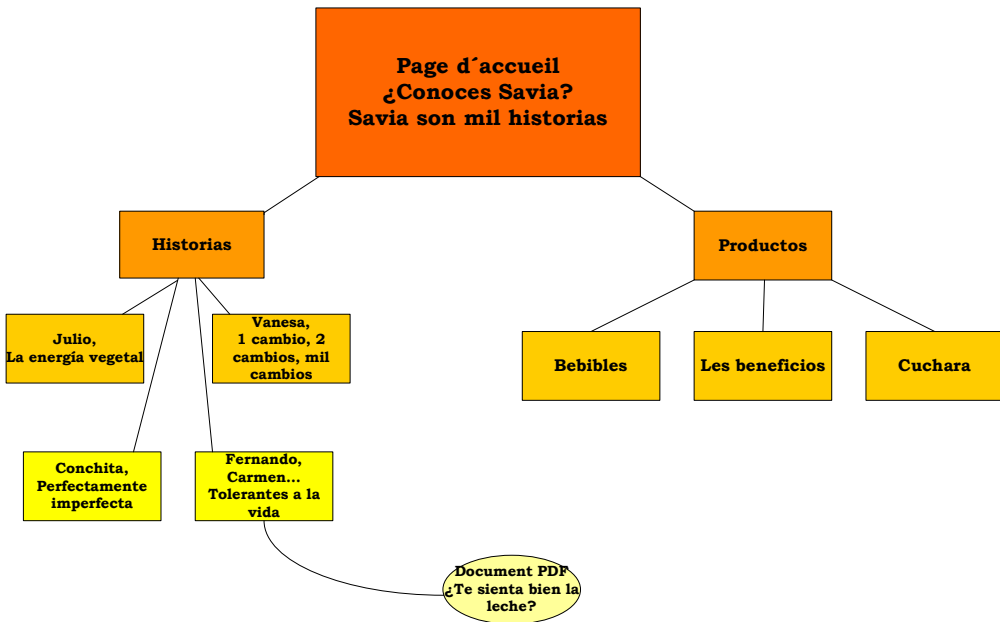 Page d´accueil
¿Conoces Savia?
Savia son mil historias
Historias
Productos
Julio,
La energía vegetal
Vanesa,
1 cambio, 2
cambios, mil
cambios
Bebibles
Les beneficios
Cuchara
Conchita,
Perfectamente
imperfecta
Fernando,
Carmen...
Tolerantes a la
vida
Document PDF
¿Te sienta bien la
leche?